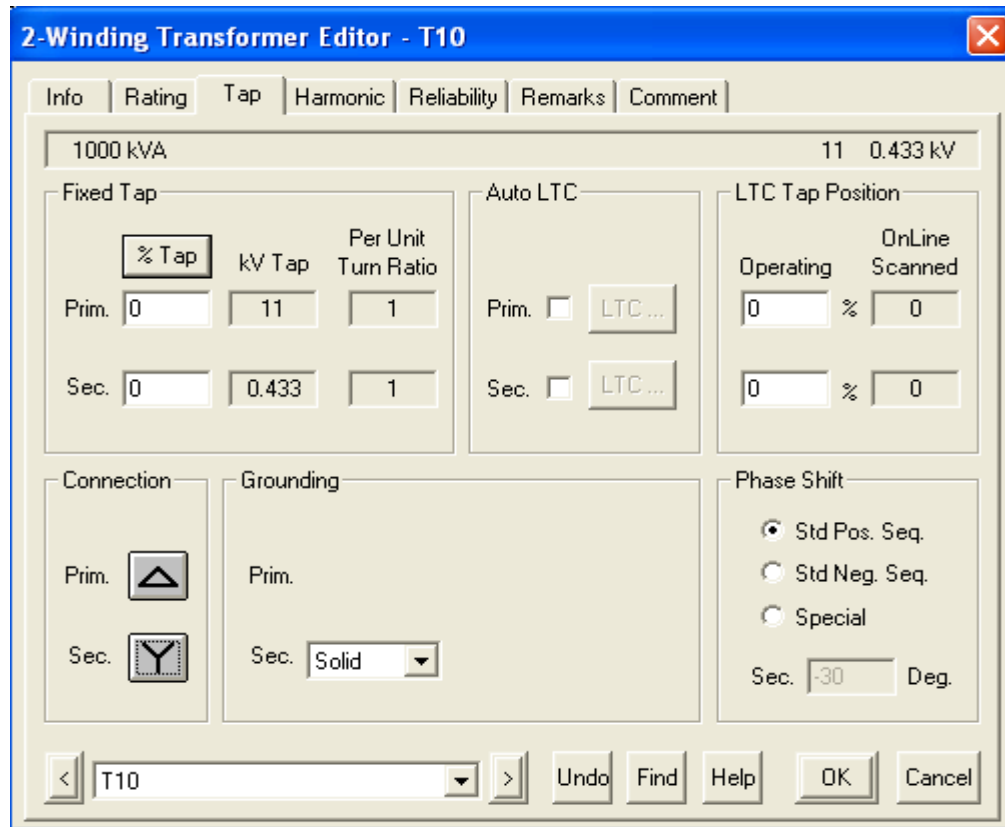 2-Winding Transformer Editor - T10
Info Rating Tap Harmonic Reliability Remarks Comment
1000 kVA 11 0.433 kV
Fixed Tap
% Tap kV Tap Per Unit Turn Ratio
Prim. 0 11 1
Sec. 0 0.433 1
Auto LTC
Prim. LTC ...
Sec. LTC ...
LTC Tap Position
Operating OnLine Scanned
0 % 0
0 % 0
Connection
Prim.
Sec.
Grounding
Prim.
Sec. Solid
Phase Shift
Std Pos. Seq.
Std Neg. Seq.
Special
Sec. -30 Deg.
< T10 > Undo Find Help OK Cancel